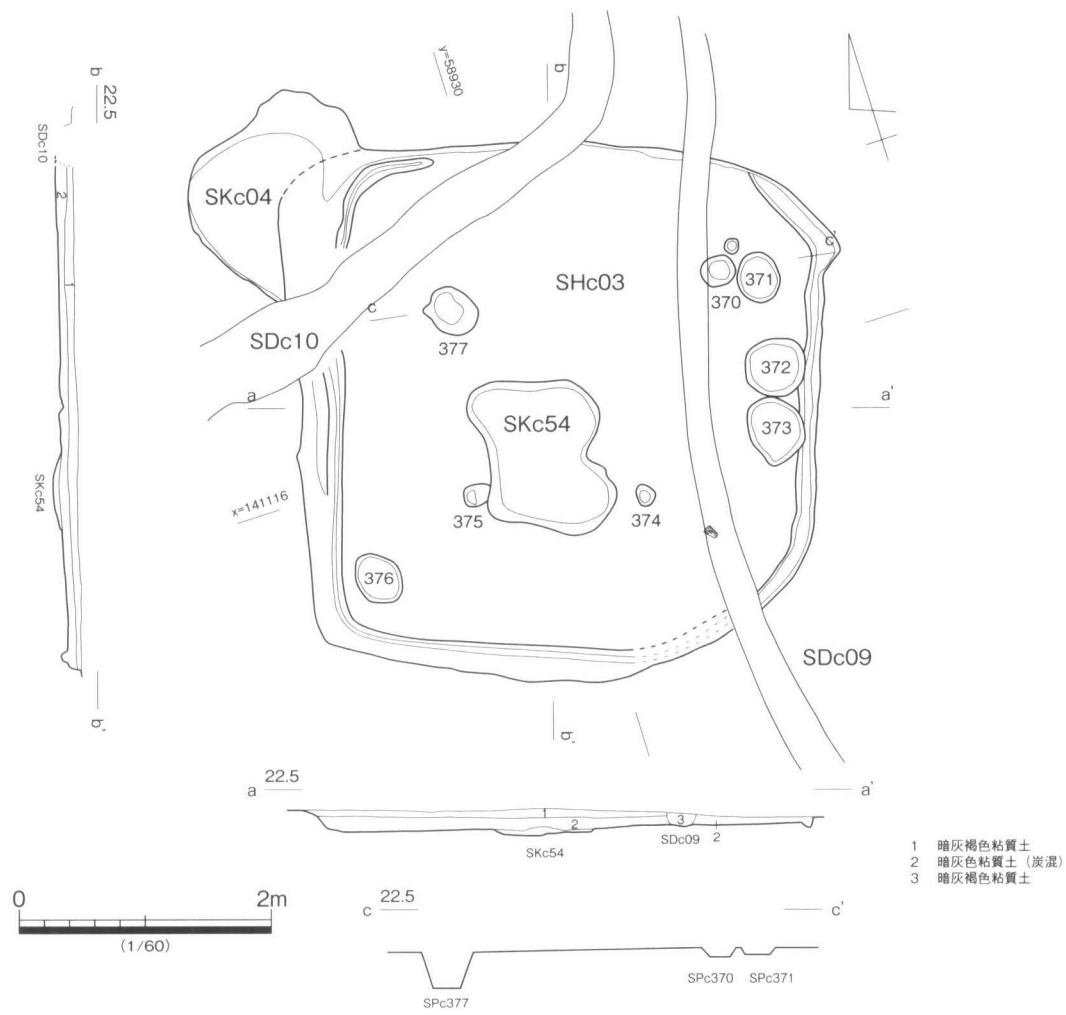 b
22.5
SDc10
2
1
SKc54
b'
y=58930
b
SKc04
SHc03
c'
370
371
SDc10
c
377
372
a
a'
SKc54
373
x=141116
375
374
376
SDc09
b'
a 22.5
a'
1
2
3
2
SKc54
SDc09
1 暗灰褐色粘質土
2 暗灰色粘質土（炭混）
3 暗灰褐色粘質土
0 2m
(1/60)
c 22.5
c'
SPc377
SPc370
SPc371